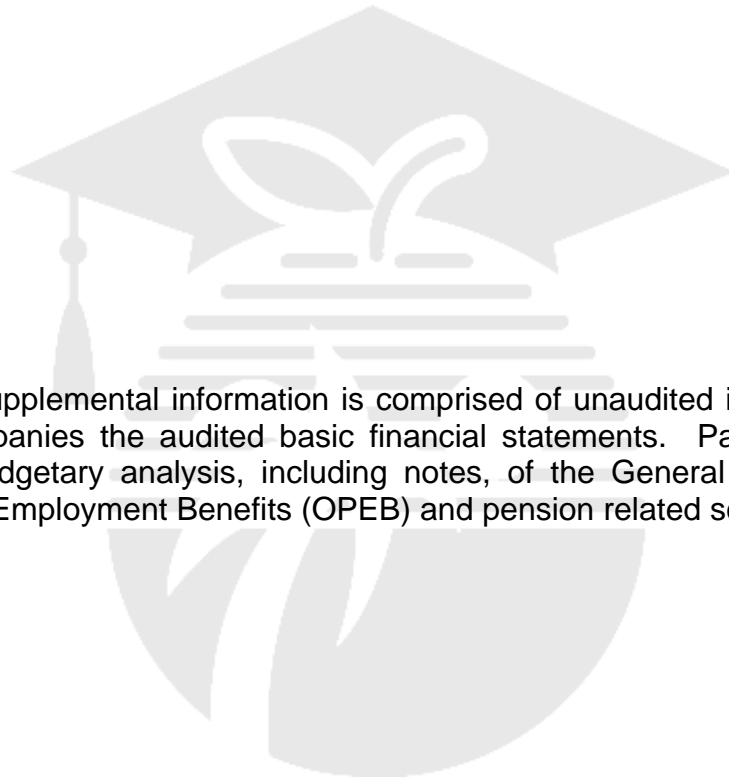 upplemental information is comprised of unaudited i
panies the audited basic financial statements. Pa
dgetary analysis, including notes, of the General
Employment Benefits (OPEB) and pension related s